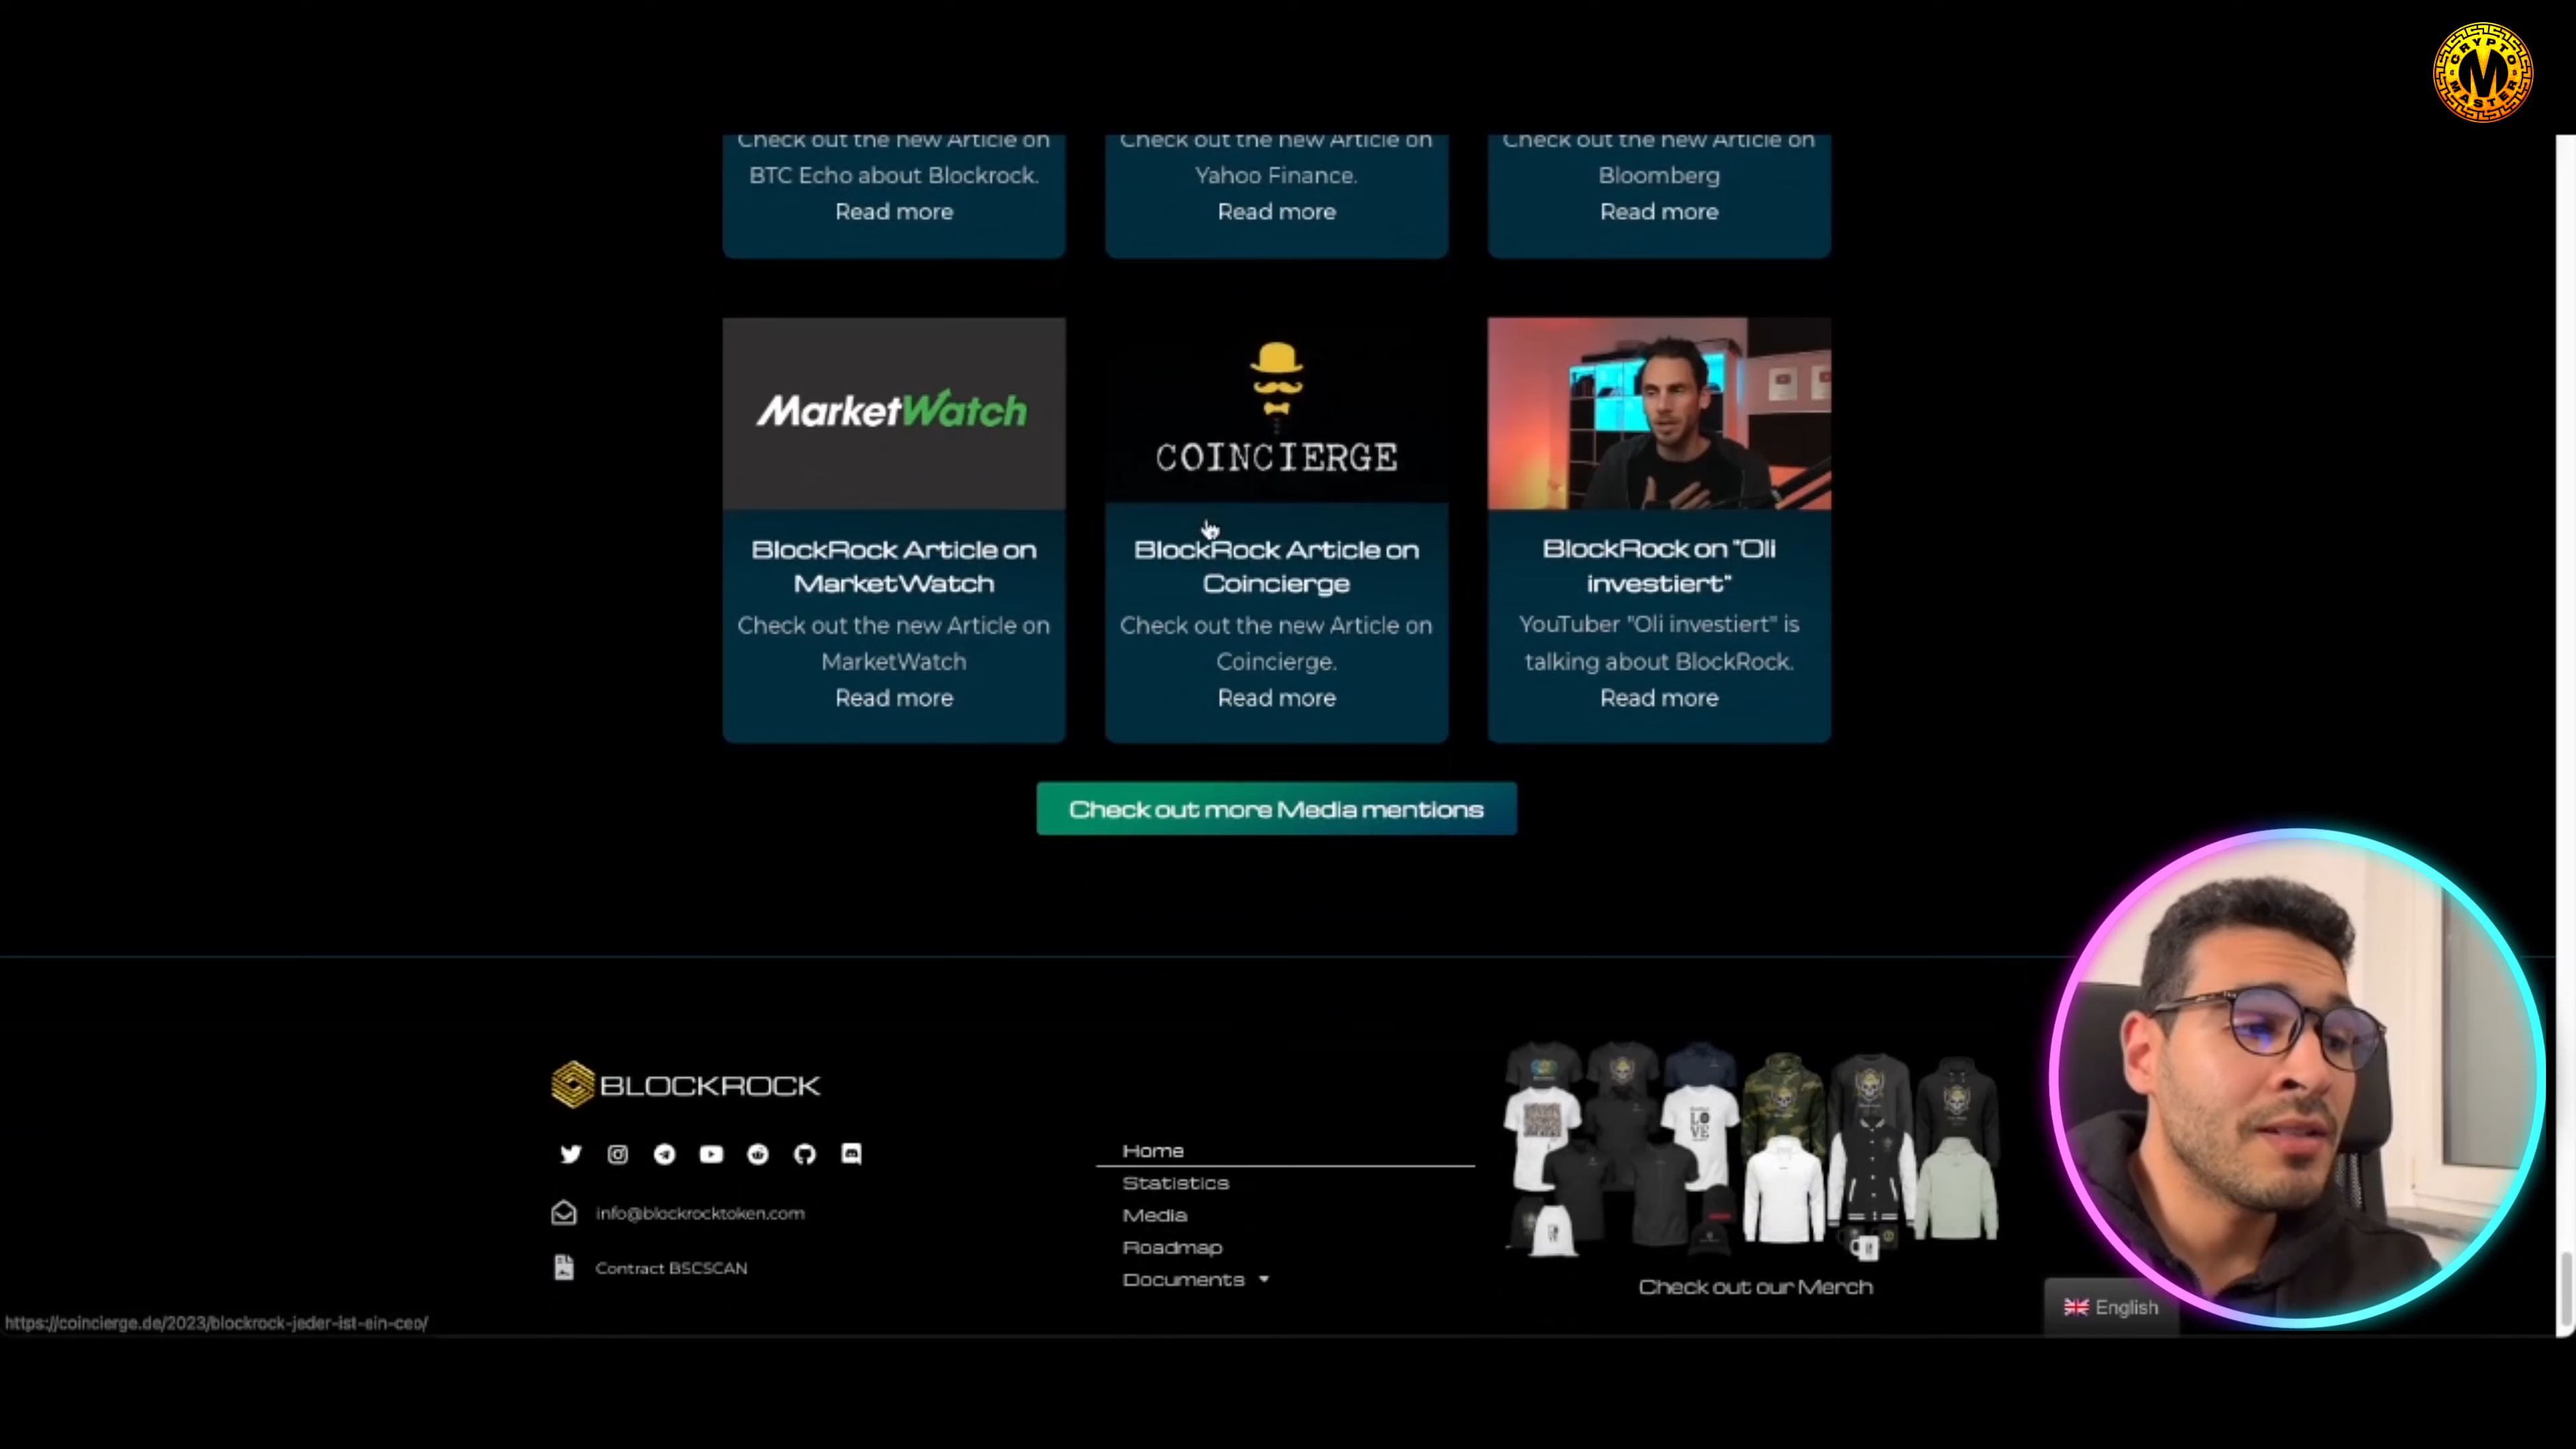 CRYPTO
M
MASTER
Check out the new Article on
BTC Echo about Blockrock.
Read more
Check out the new Article on
Yahoo Finance.
Read more
Check out the new Article on
Bloomberg
Read more
MarketWatch
BlockRock Article on
MarketWatch
Check out the new Article on
MarketWatch
Read more
COINCIERGE
BlockRock Article on
Coincierge
Check out the new Article on
Coincierge.
Read more
BlockRock on "Oli
investiert"
YouTuber "Oli investiert" is
talking about BlockRock.
Read more
Check out more Media mentions
BLOCKROCK
info@blockrocktoken.com
Contract BSCSCAN
Home
Statistics
Media
Roadmap
Documents
LOVE
Check out our Merch
English
https://coincierge.de/2023/blockrock-jeder-ist-ein-ceo/